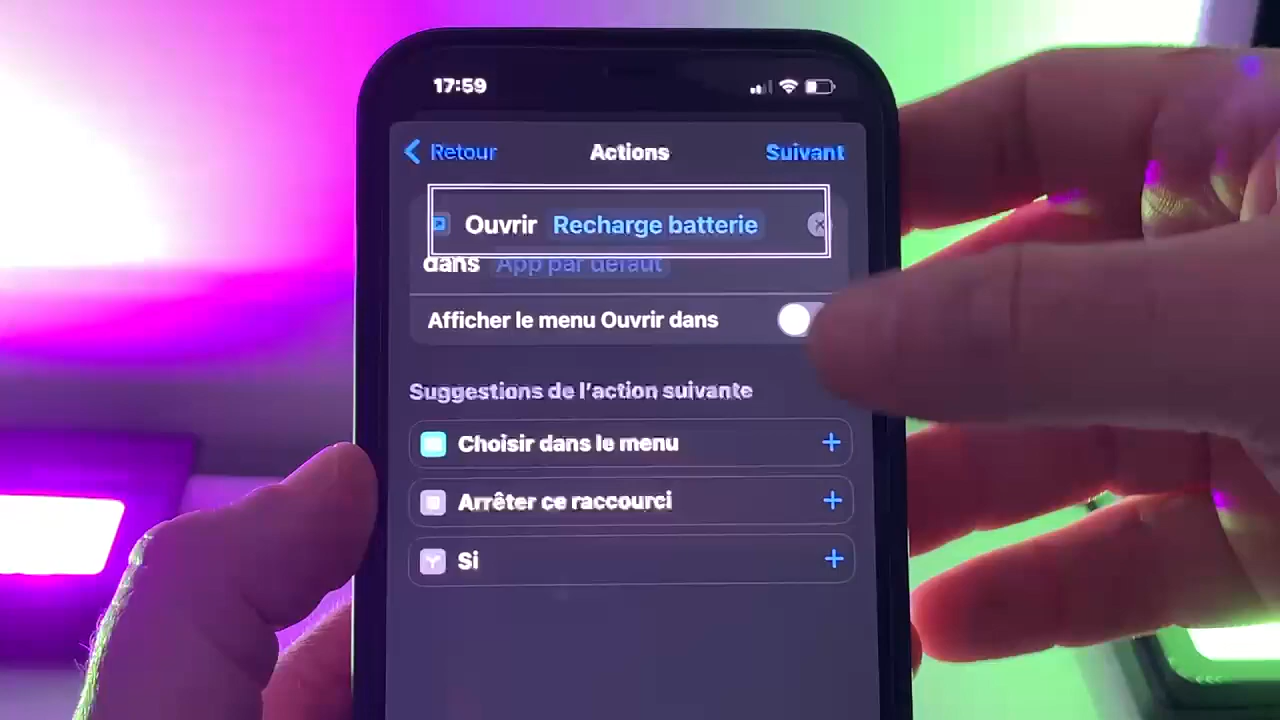 17:59
Retour
Actions
Suivant
Ouvrir Recharge batterie
dans App par défaut
Afficher le menu Ouvrir dans
Suggestions de l'action suivante
Choisir dans le menu
Arrêter ce raccourci
Si